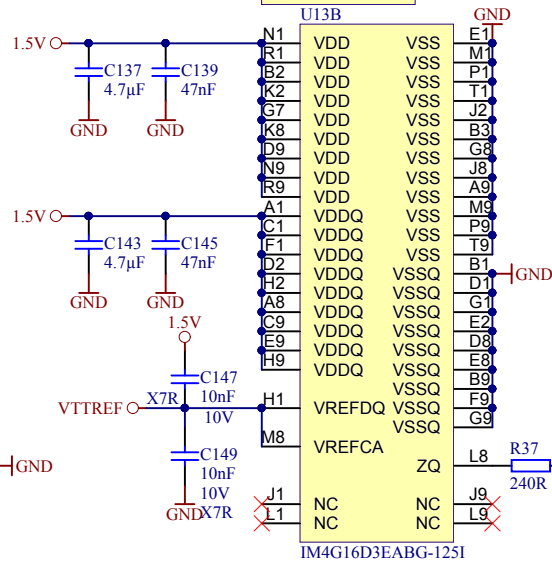 U13B
GND
1.5V
N1 VDD VSS E1
R1 VDD VSS M1
C137 C139 B2 VDD VSS P1
4.7µF 47nF K2 VDD VSS T1
G7 VDD VSS J2
GND GND K8 VDD VSS B3
D9 VDD VSS G8
N9 VDD VSS J8
R9 VDD VSS A9
1.5V A1 VDDQ VSS M9
C1 VDDQ VSS P9
C143 C145 F1 VDDQ VSS T9
4.7µF 47nF D2 VDDQ VSSQ B1 GND
H2 VDDQ VSSQ D1
GND GND A8 VDDQ VSSQ G1
1.5V C9 VDDQ VSSQ E2
E9 VDDQ VSSQ D8
H9 VDDQ VSSQ E8
C147 VSSQ B9
X7R 10nF H1 VREFDQ VSSQ F9
VTTREF 10V VSSQ G9
M8 VREFCA
C149 ZQ L8 R37
GND 10nF 240R
10V J1 NC NC J9
GND X7R L1 NC NC L9
IM4G16D3EABG-125I